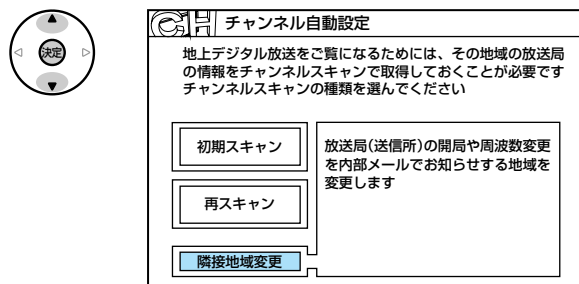 決定
CH チャンネル自動設定
地上デジタル放送をご覧になるためには、その地域の放送局
の情報をチャンネルスキャンで取得しておくことが必要です
チャンネルスキャンの種類を選んでください
初期スキャン
再スキャン
隣接地域変更
放送局(送信所)の開局や周波数変更
を内部メールでお知らせする地域を
変更します